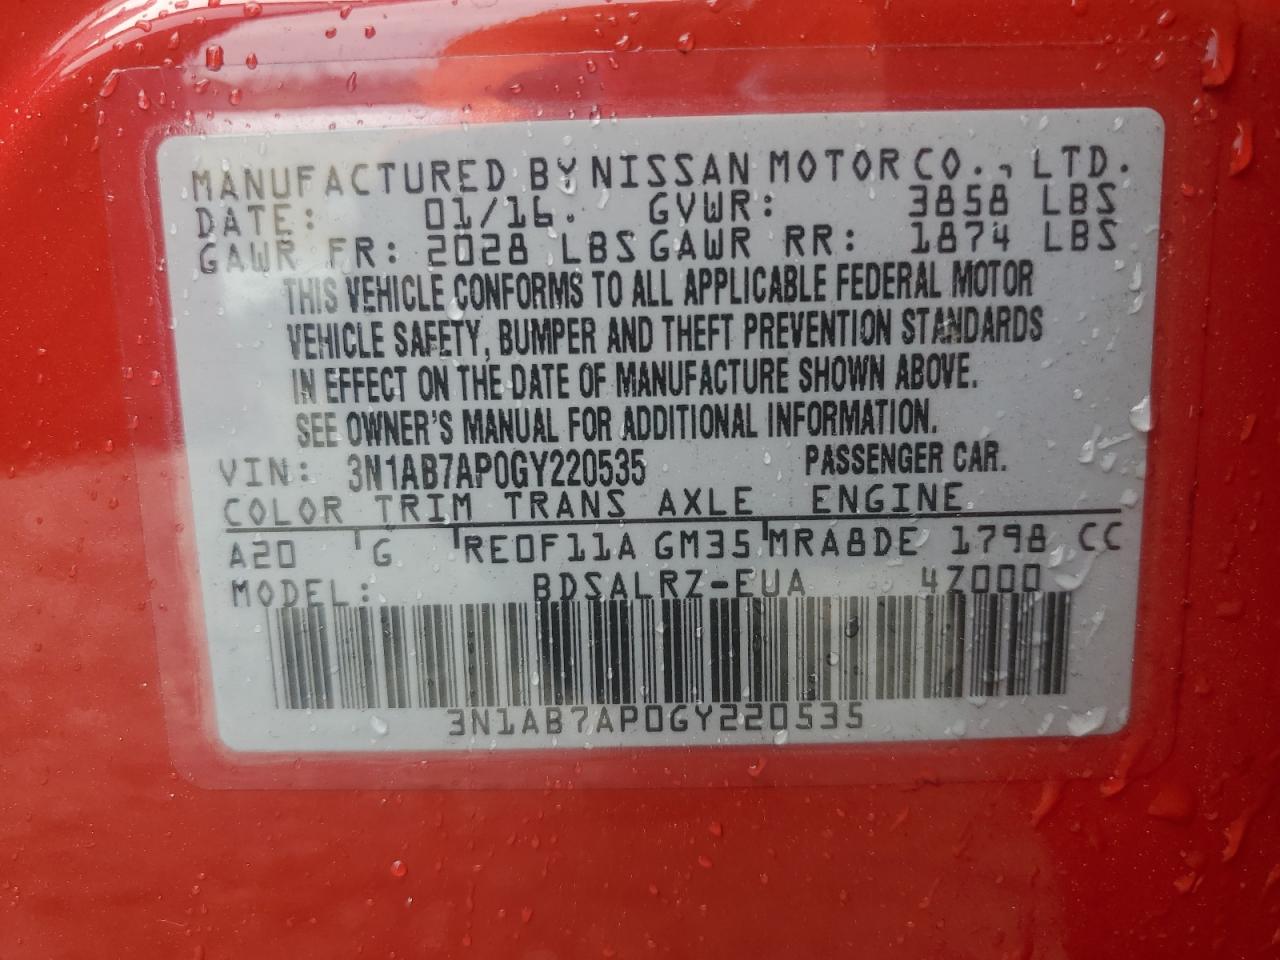 MANUFACTURED BY NISSAN MOTOR CO., LTD.
DATE: 01/16. GVWR: 3858 LBS
GAWR FR: 2028 LBS GAWR RR: 1874 LBS
THIS VEHICLE CONFORMS TO ALL APPLICABLE FEDERAL MOTOR
VEHICLE SAFETY, BUMPER AND THEFT PREVENTION STANDARDS
IN EFFECT ON THE DATE OF MANUFACTURE SHOWN ABOVE.
SEE OWNER'S MANUAL FOR ADDITIONAL INFORMATION.
VIN: 3N1AB7AP0GY220535 PASSENGER CAR.
COLOR TRIM TRANS AXLE ENGINE
A20 G RE0F11A GM35 MRA8DE 1798 CC
MODEL: BDSALRZ-EUA 4Z000
3N1AB7AP0GY220535